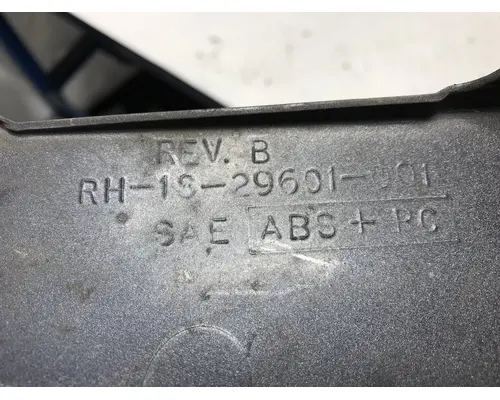 REV. B
RH-18-29601-001
SAE ABS + PC